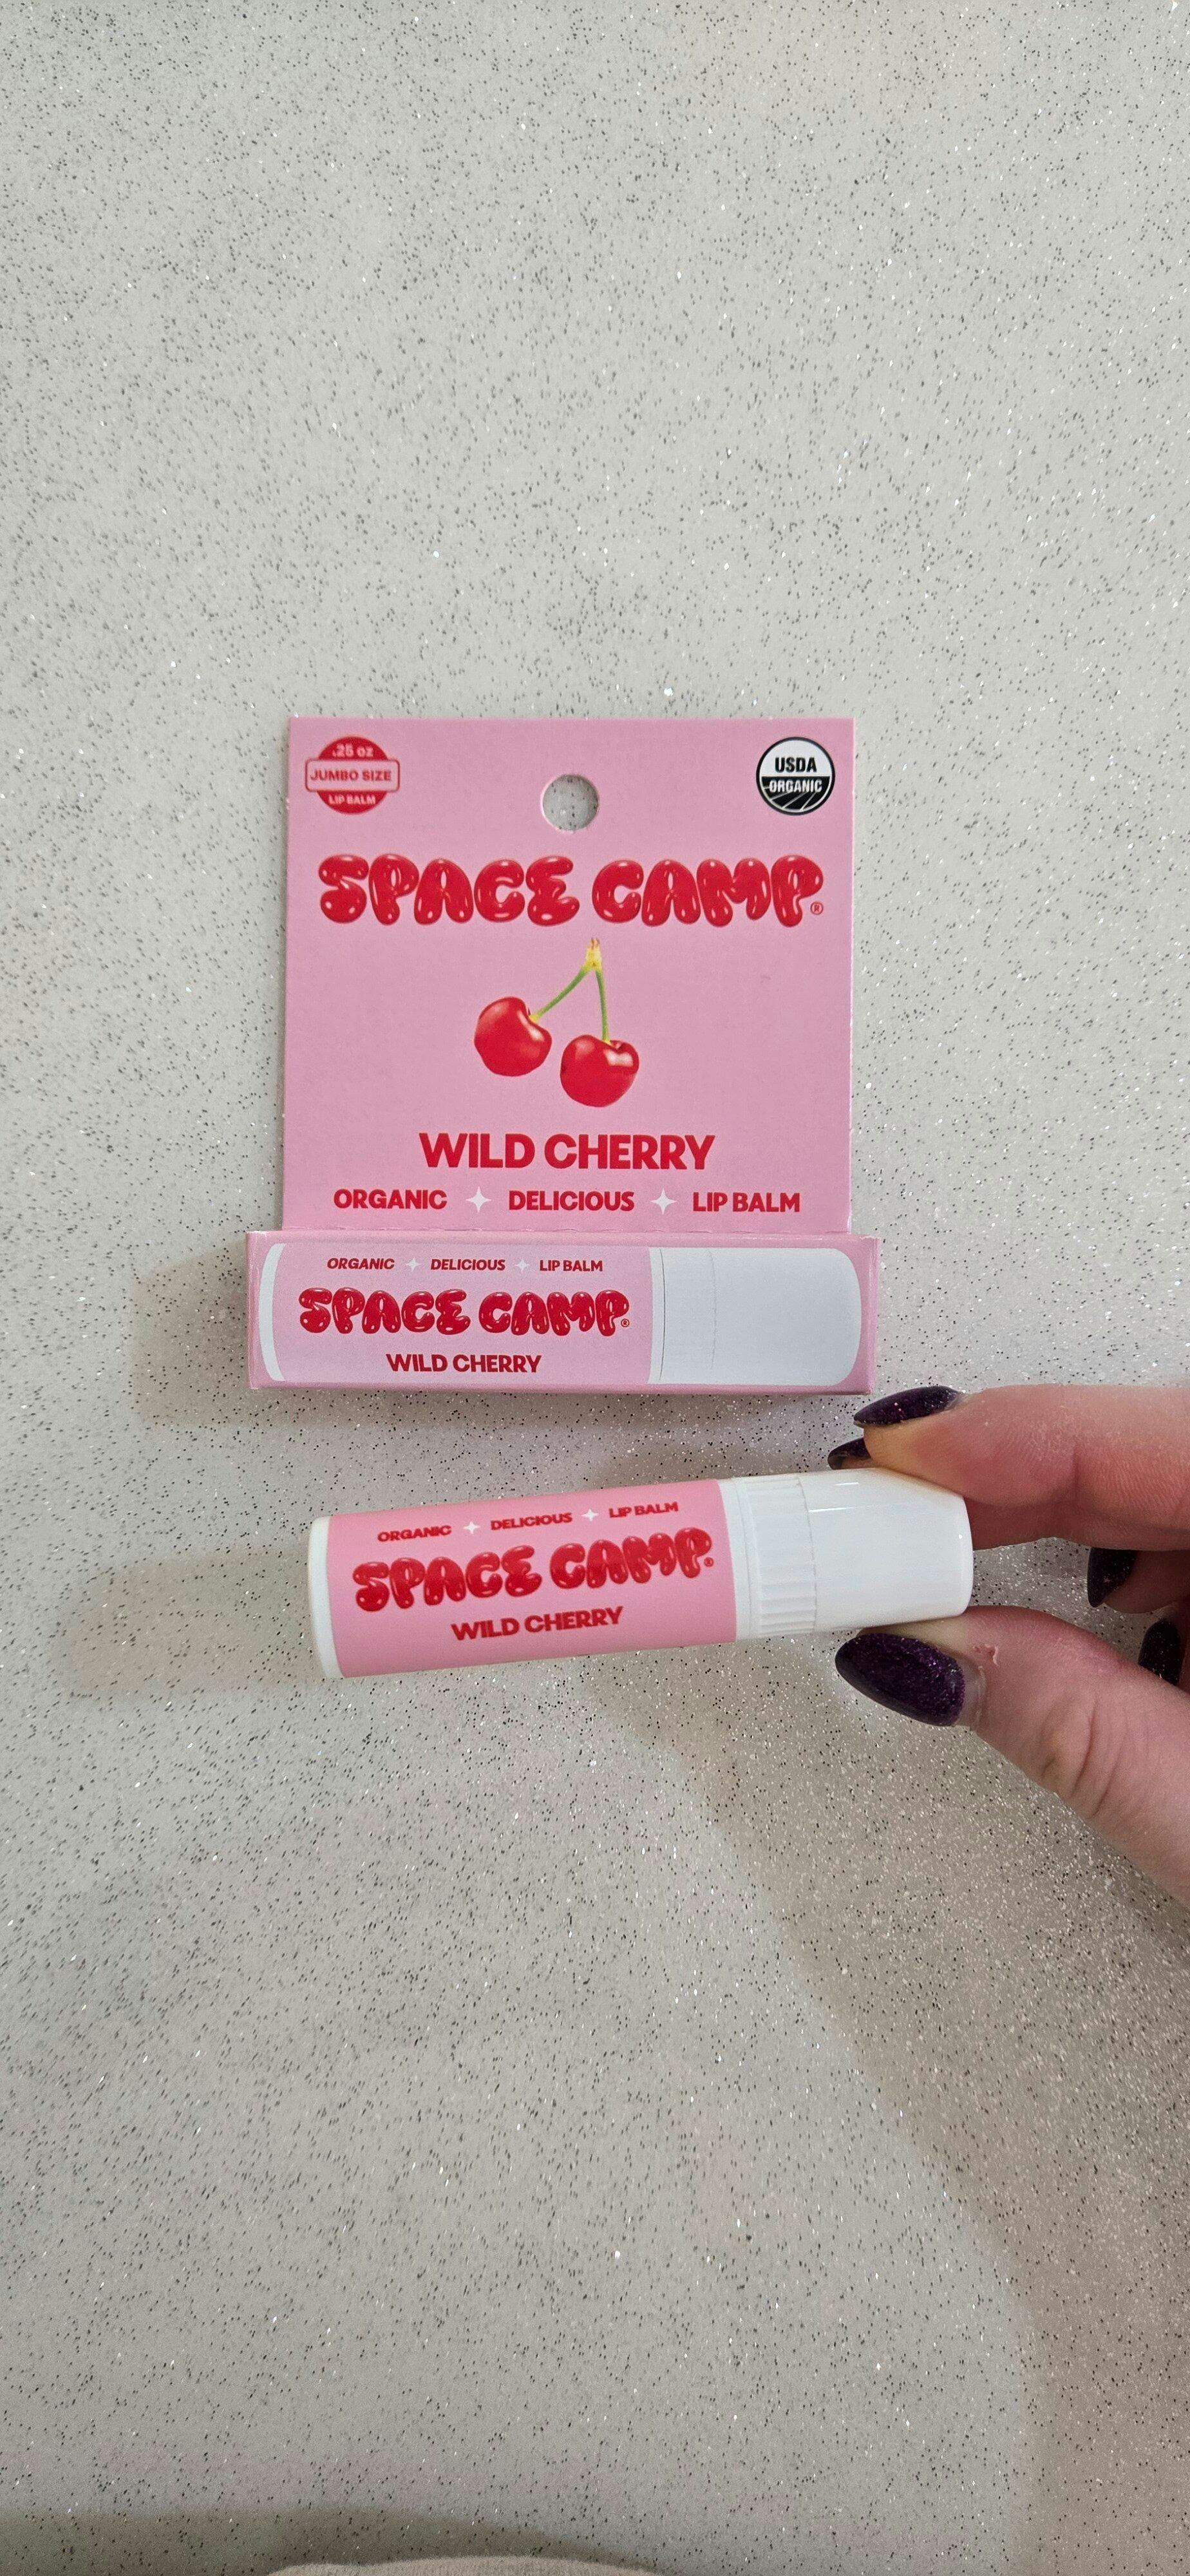 .25 oz
JUMBO SIZE
LIP BALM
USDA
ORGANIC
SPACE CAMP®
WILD CHERRY
ORGANIC DELICIOUS LIP BALM
ORGANIC DELICIOUS LIP BALM
SPACE CAMP®
WILD CHERRY
ORGANIC DELICIOUS LIP BALM
SPACE CAMP®
WILD CHERRY